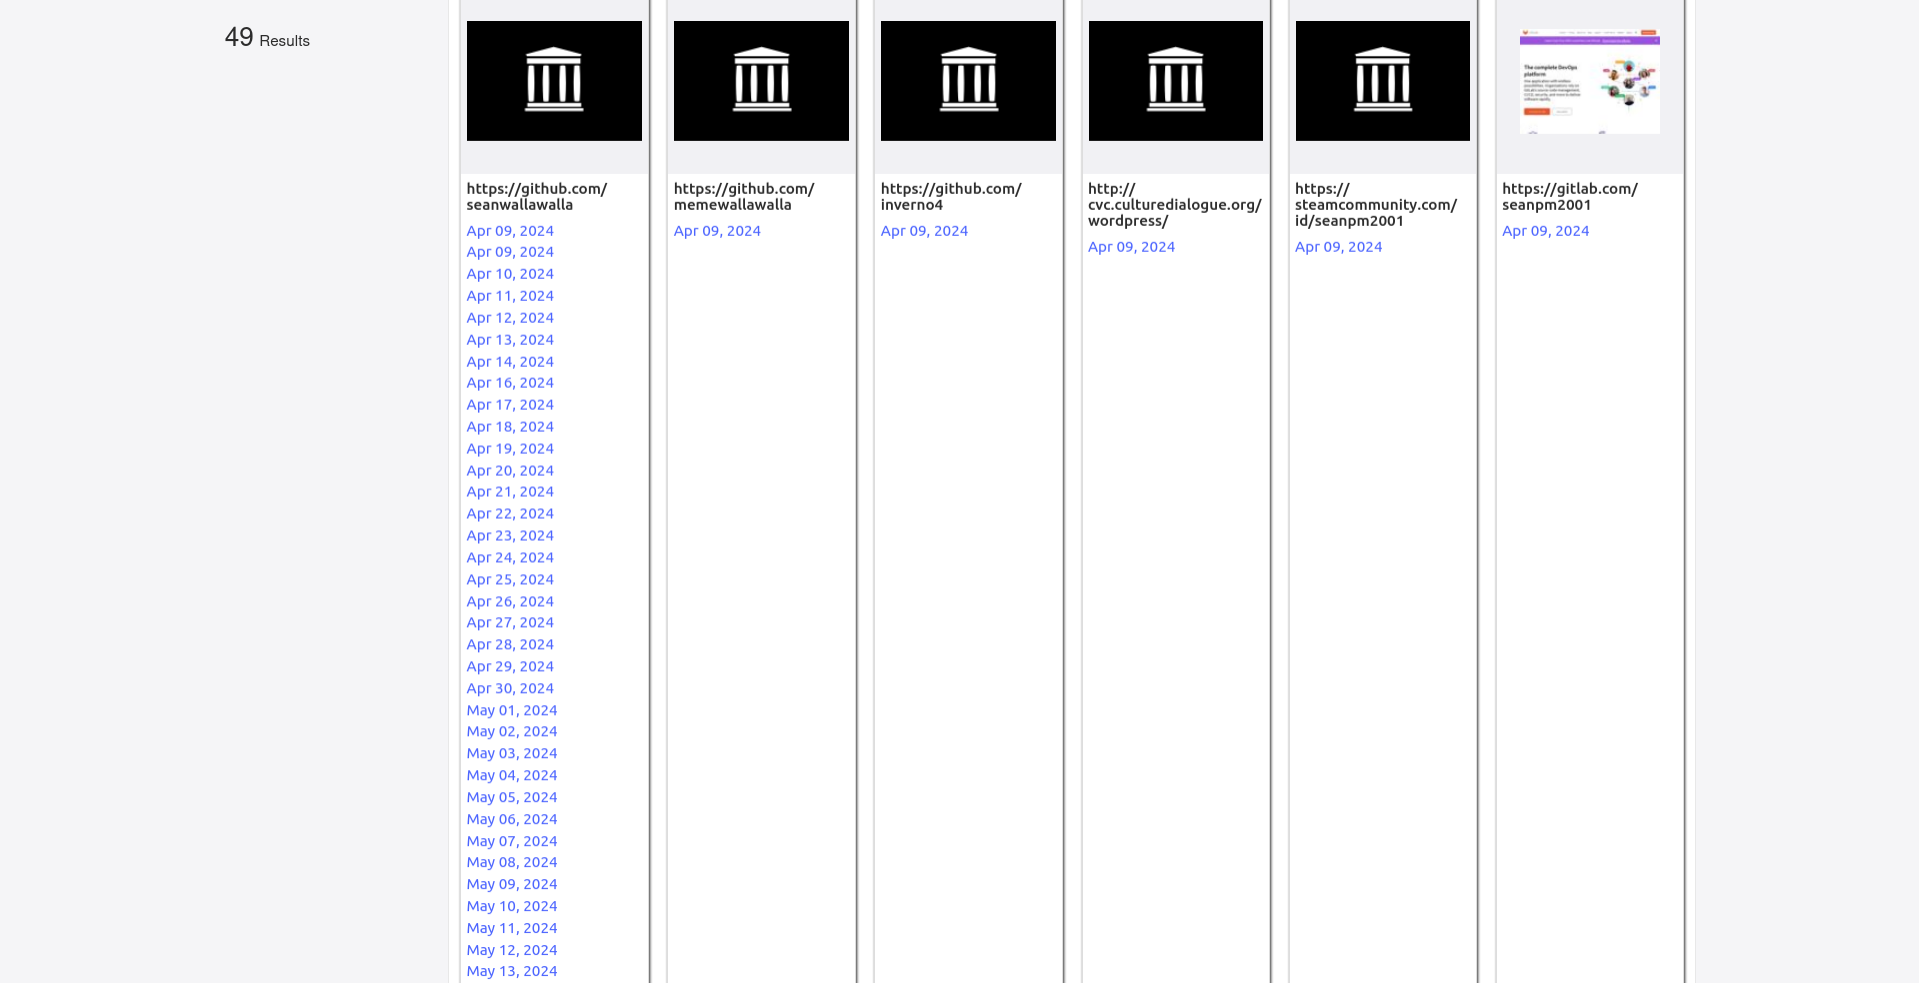 49 Results
The complete DevOps
platform
https://github.com/
seanwallawalla
Apr 09, 2024
Apr 09, 2024
Apr 10, 2024
Apr 11, 2024
Apr 12, 2024
Apr 13, 2024
Apr 14, 2024
Apr 16, 2024
Apr 17, 2024
Apr 18, 2024
Apr 19, 2024
Apr 20, 2024
Apr 21, 2024
Apr 22, 2024
Apr 23, 2024
Apr 24, 2024
Apr 25, 2024
Apr 26, 2024
Apr 27, 2024
Apr 28, 2024
Apr 29, 2024
Apr 30, 2024
May 01, 2024
May 02, 2024
May 03, 2024
May 04, 2024
May 05, 2024
May 06, 2024
May 07, 2024
May 08, 2024
May 09, 2024
May 10, 2024
May 11, 2024
May 12, 2024
May 13, 2024
https://github.com/
memewallawalla
Apr 09, 2024
https://github.com/
inverno4
Apr 09, 2024
http://
cvc.culturedialogue.org/
wordpress/
Apr 09, 2024
https://
steamcommunity.com/
id/seanpm2001
Apr 09, 2024
https://gitlab.com/
seanpm2001
Apr 09, 2024